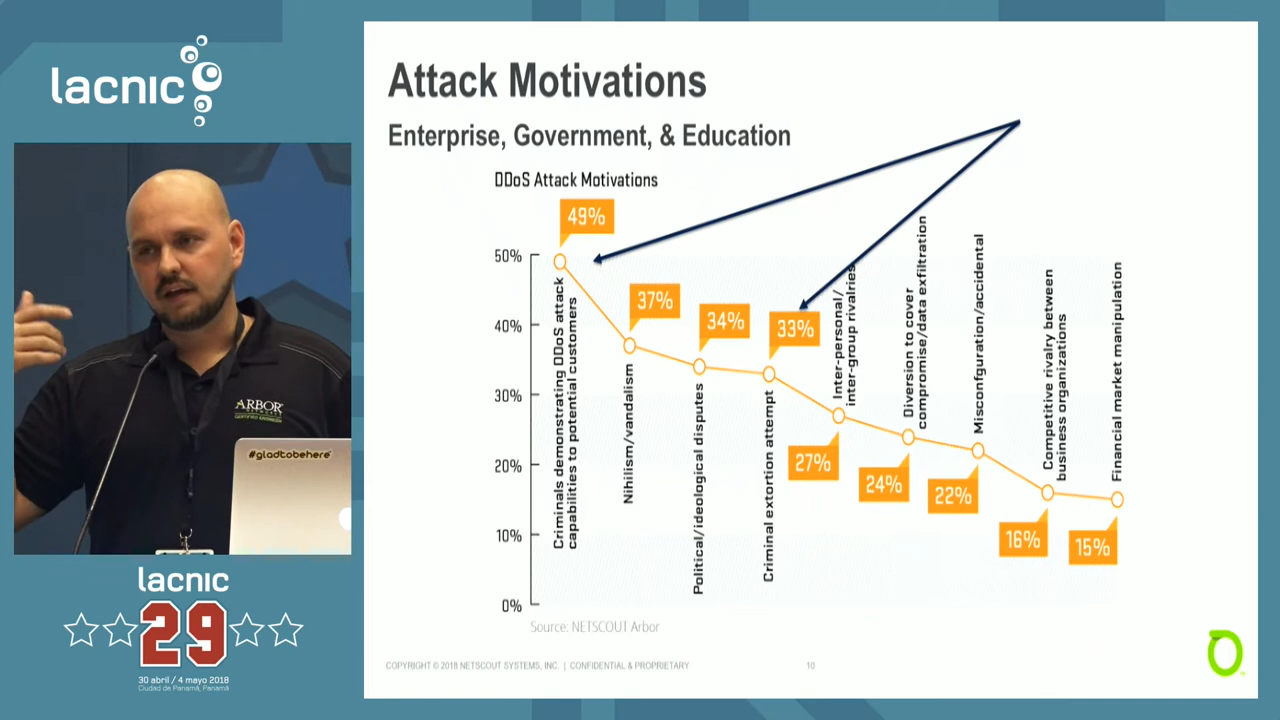 lacnic
ARBOR
NETWORKS
#gladtobehere
lacnic
29
30 abril / 4 mayo 2018
Ciudad de Panamá, Panamá
Attack Motivations
Enterprise, Government, & Education
DDoS Attack Motivations
50%
40%
30%
20%
10%
0%
49%
37%
34%
33%
27%
24%
22%
16%
15%
Criminals demonstrating DDoS attack
capabilities to potential customers
Nihilism/vandalism
Political/ideological disputes
Criminal extortion attempt
Inter-personal/
inter-group rivalries
Diversion to cover
compromise/data exfiltration
Misconfguration/accidental
Competitive rivalry between
business organizations
Financial market manipulation
Source: NETSCOUT Arbor
COPYRIGHT © 2018 NETSCOUT SYSTEMS, INC. | CONFIDENTIAL & PROPRIETARY
10